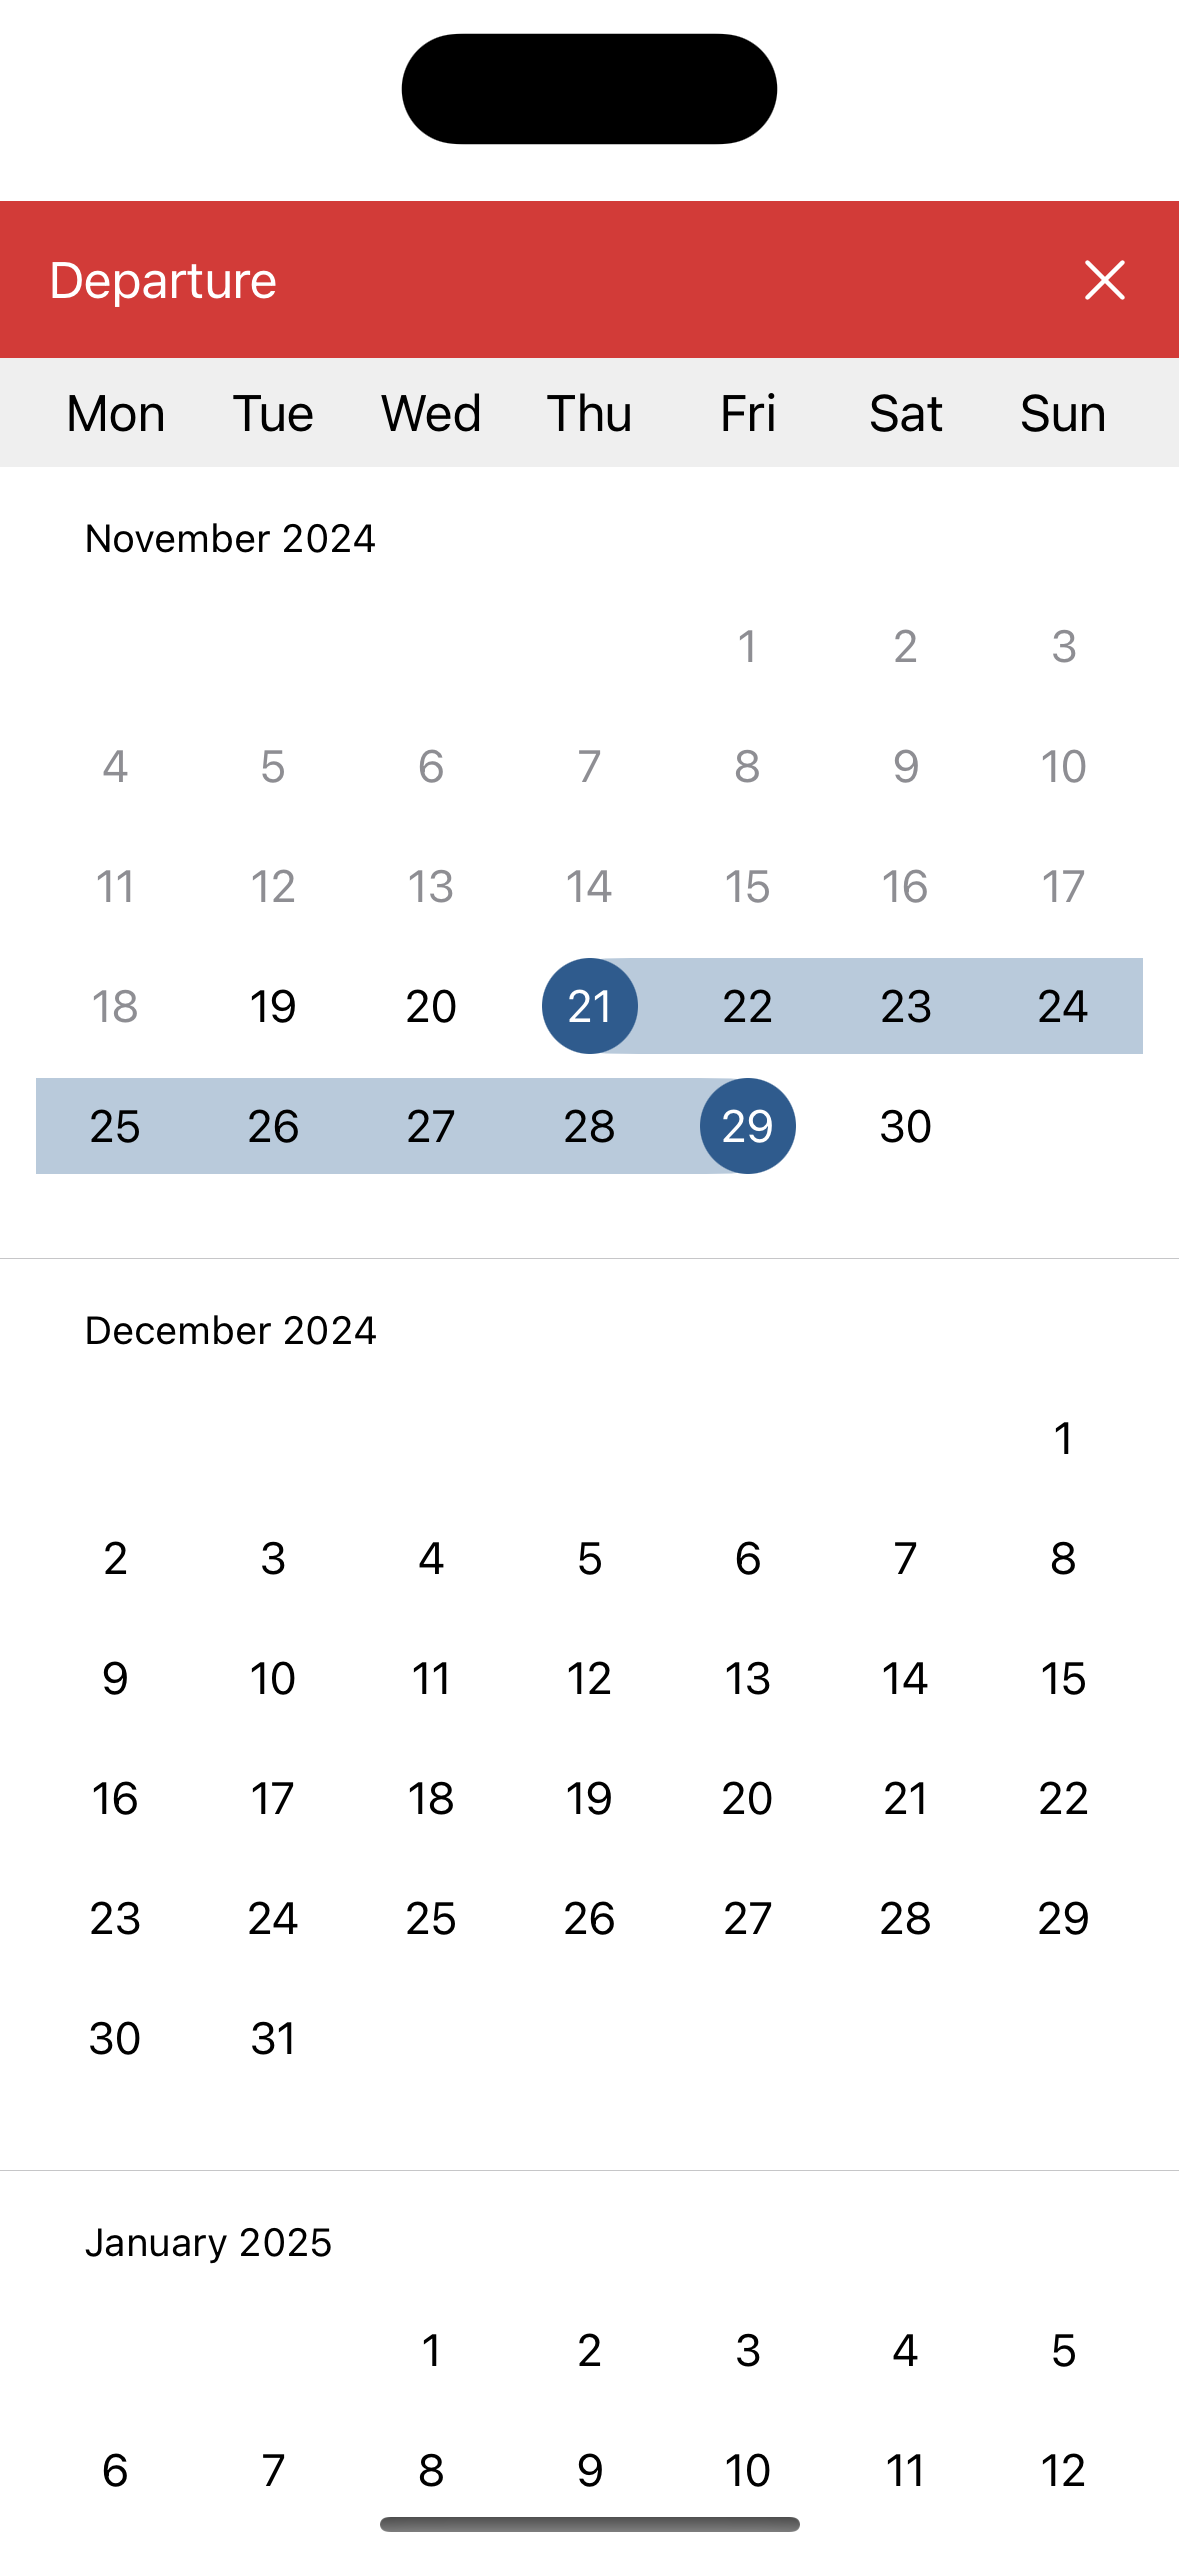 Departure
Mon Tue Wed Thu Fri Sat Sun
November 2024
1 2 3
4 5 6 7 8 9 10
11 12 13 14 15 16 17
18 19 20 21 22 23 24
25 26 27 28 29 30
December 2024
1
2 3 4 5 6 7 8
9 10 11 12 13 14 15
16 17 18 19 20 21 22
23 24 25 26 27 28 29
30 31
January 2025
1 2 3 4 5
6 7 8 9 10 11 12